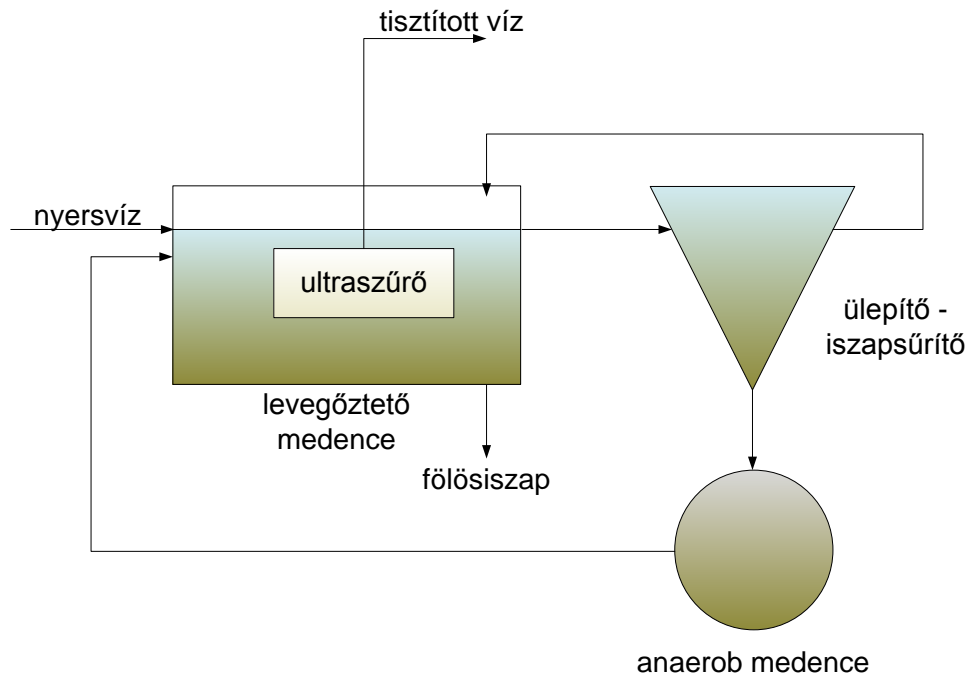 tisztított víz
nyersvíz
ultraszűrő
ülepítő -
iszapsűrítő
levegőztető
medence
fölösiszap
anaerob medence